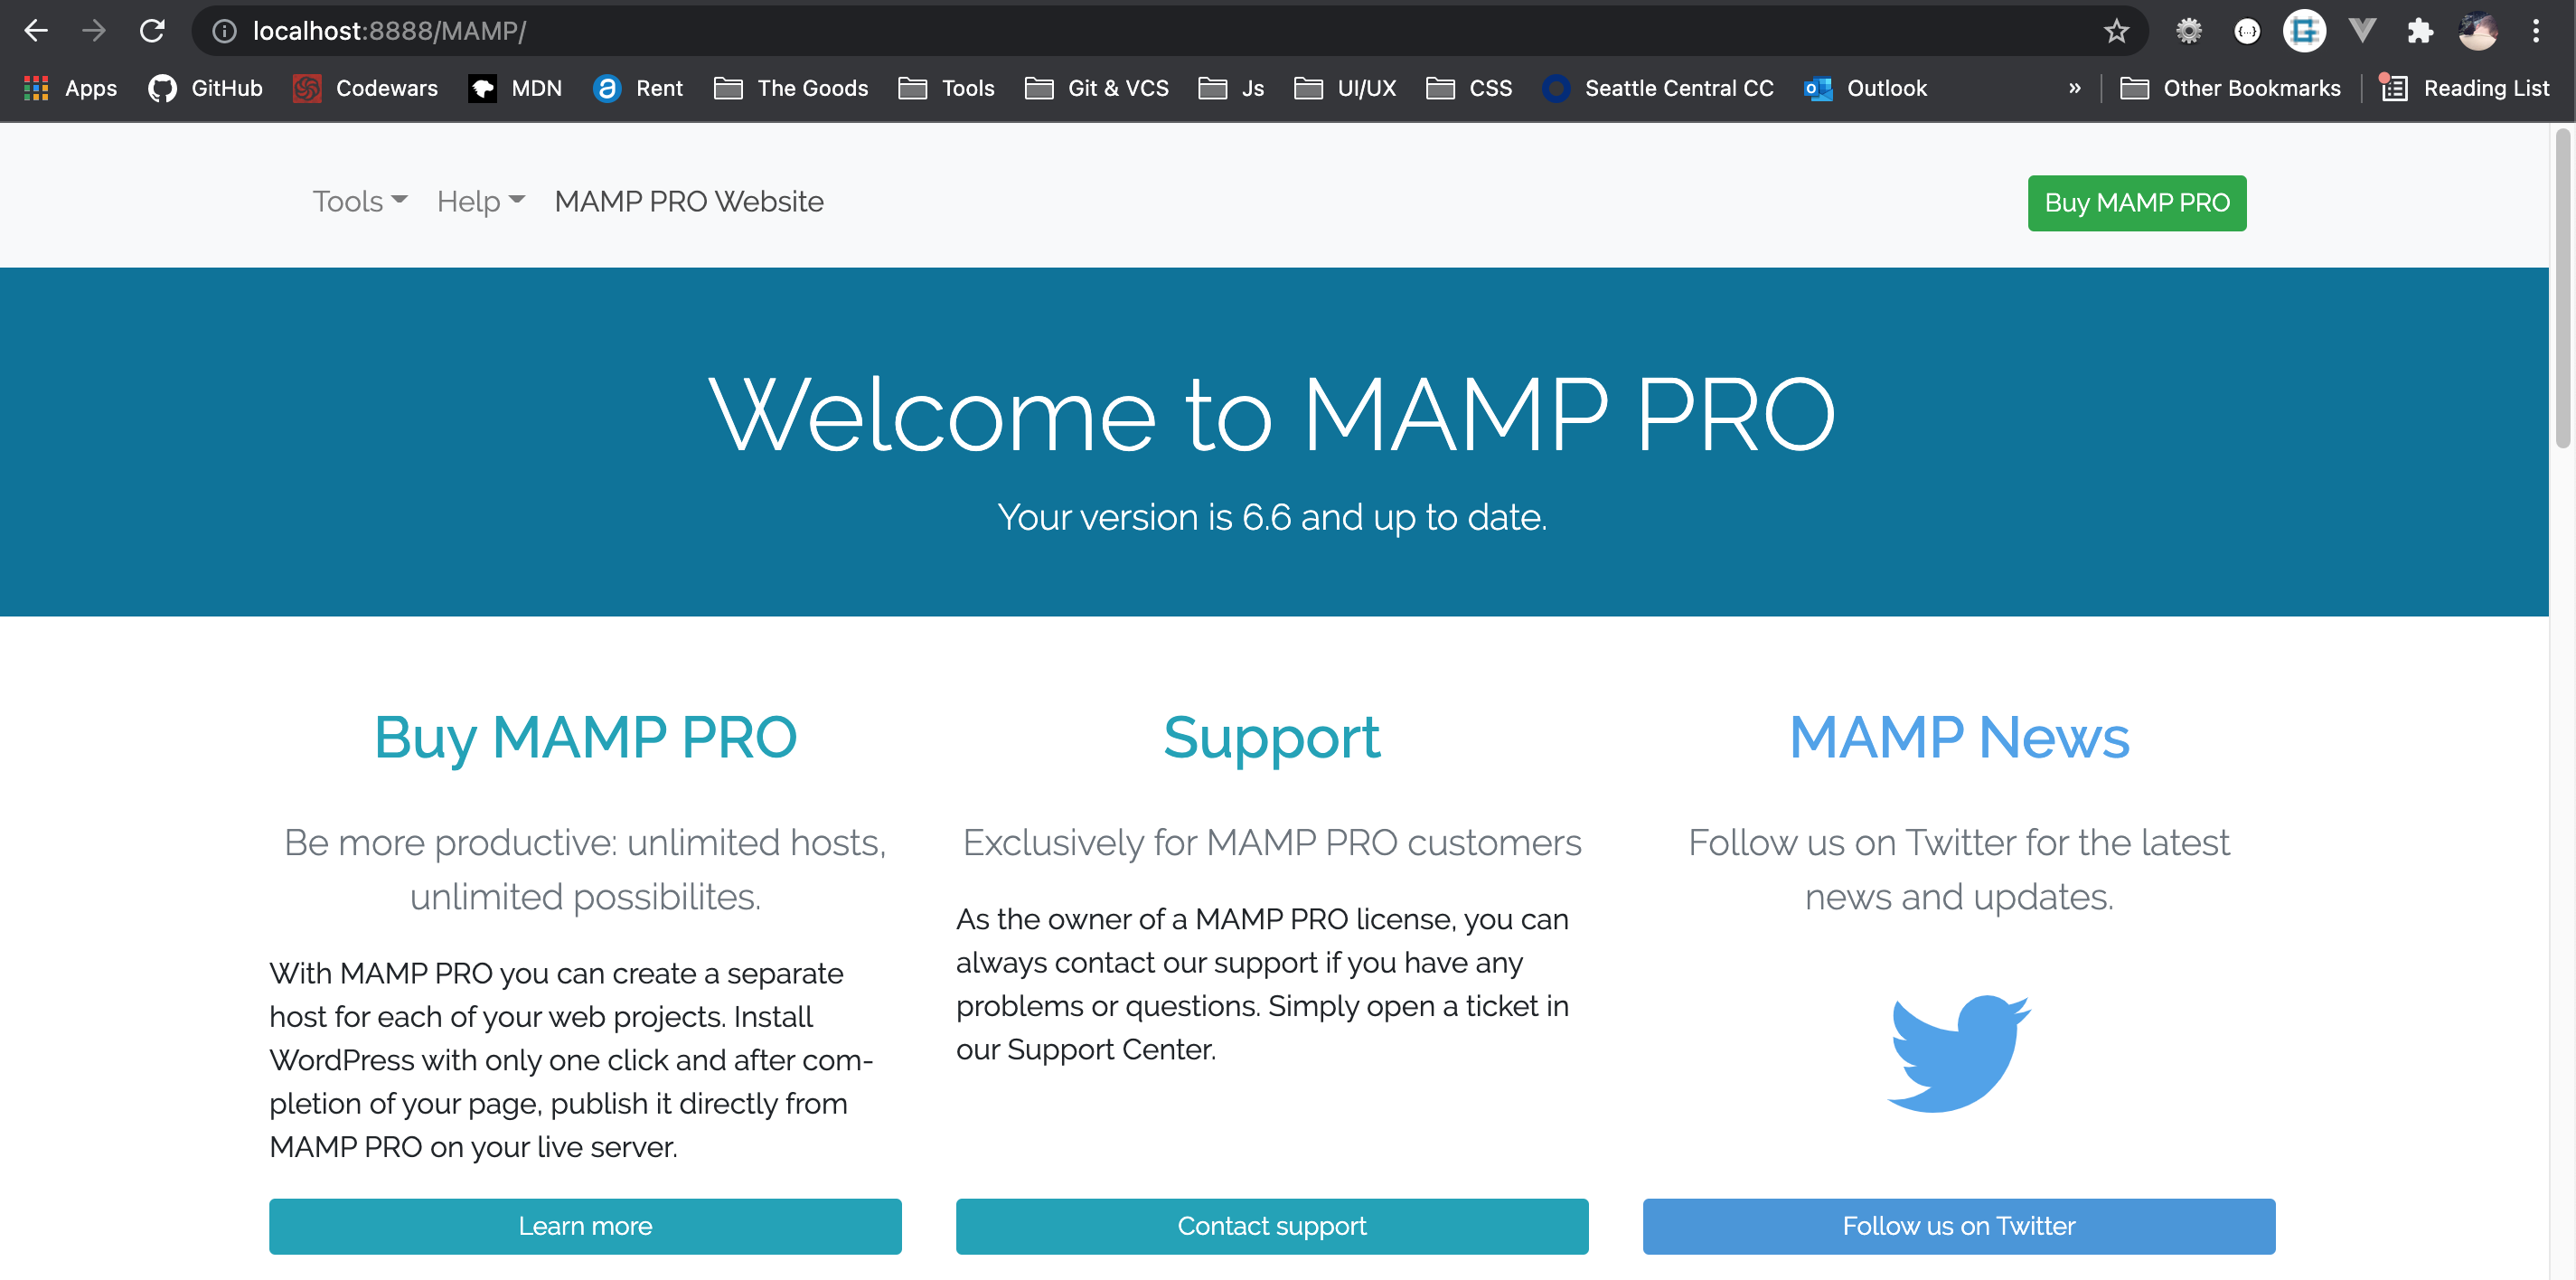 localhost:8888/MAMP/
Apps GitHub Codewars MDN Rent The Goods Tools Git & VCS Js UI/UX CSS Seattle Central CC Outlook » Other Bookmarks Reading List
Tools Help MAMP PRO Website Buy MAMP PRO
Welcome to MAMP PRO
Your version is 6.6 and up to date.
Buy MAMP PRO
Be more productive: unlimited hosts,
unlimited possibilites.
With MAMP PRO you can create a separate
host for each of your web projects. Install
WordPress with only one click and after com-
pletion of your page, publish it directly from
MAMP PRO on your live server.
Learn more
Support
Exclusively for MAMP PRO customers
As the owner of a MAMP PRO license, you can
always contact our support if you have any
problems or questions. Simply open a ticket in
our Support Center.
Contact support
MAMP News
Follow us on Twitter for the latest
news and updates.
Follow us on Twitter